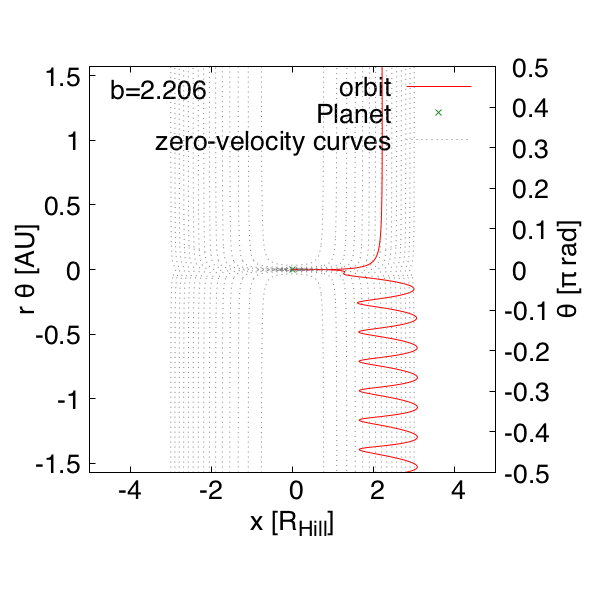 b=2.206
orbit
Planet
zero-velocity curves
1.5
1
0.5
0
-0.5
-1
-1.5
r θ [AU]
0.5
0.4
0.3
0.2
0.1
0
-0.1
-0.2
-0.3
-0.4
-0.5
θ [π rad]
-4 -2 0 2 4
x [R_Hill]